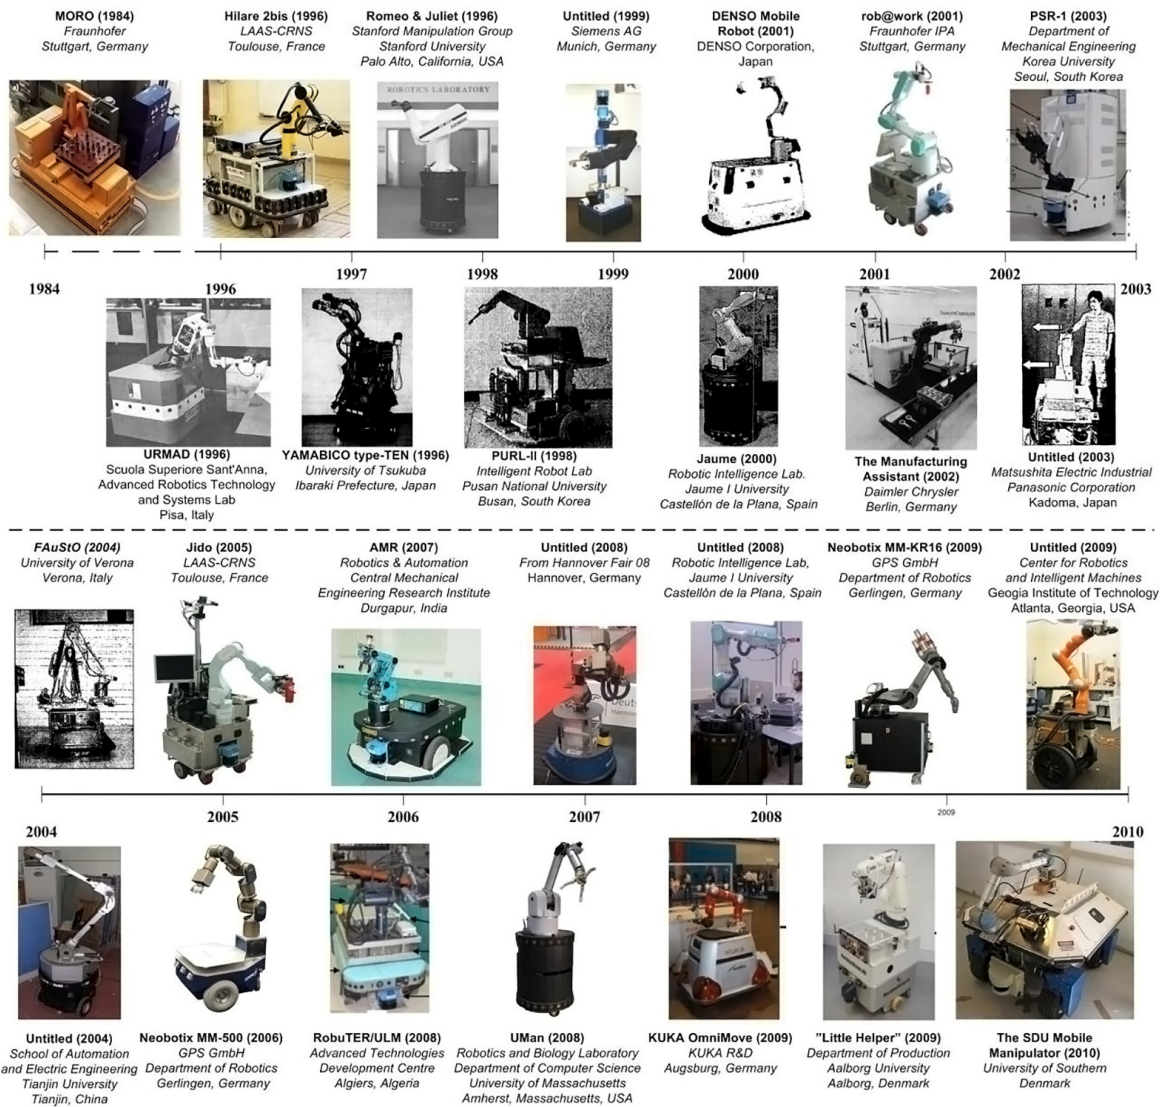 MORO (1984)
Fraunhofer
Stuttgart, Germany
Hilare 2bis (1996)
LAAS-CRNS
Toulouse, France
Romeo & Juliet (1996)
Stanford Manipulation Group
Stanford University
Palo Alto, California, USA
Untitled (1999)
Siemens AG
Munich, Germany
DENSO Mobile
Robot (2001)
DENSO Corporation,
Japan
rob@work (2001)
Fraunhofer IPA
Stuttgart, Germany
PSR-1 (2003)
Department of
Mechanical Engineering
Korea University
Seoul, South Korea
ROBOTICS LABORATORY
1984
1996
1997
1998
1999
2000
2001
2002
2003
URMAD (1996)
Scuola Superiore Sant'Anna,
Advanced Robotics Technology
and Systems Lab
Pisa, Italy
YAMABICO type-TEN (1996)
University of Tsukuba
Ibaraki Prefecture, Japan
PURL-II (1998)
Intelligent Robot Lab
Pusan National University
Busan, South Korea
Jaume (2000)
Robotic Intelligence Lab.
Jaume I University
Castellón de la Plana, Spain
The Manufacturing
Assistant (2002)
Daimler Chrysler
Berlin, Germany
Untitled (2003)
Matsushita Electric Industrial
Panasonic Corporation
Kadoma, Japan
FAuStO (2004)
University of Verona
Verona, Italy
Jido (2005)
LAAS-CRNS
Toulouse, France
AMR (2007)
Robotics & Automation
Central Mechanical
Engineering Research Institute
Durgapur, India
Untitled (2008)
From Hannover Fair 08
Hannover, Germany
Untitled (2008)
Robotic Intelligence Lab,
Jaume I University
Castellón de la Plana, Spain
Neobotix MM-KR16 (2009)
GPS GmbH
Department of Robotics
Gerlingen, Germany
Untitled (2009)
Center for Robotics
and Intelligent Machines
Geogia Institute of Technology
Atlanta, Georgia, USA
2004
2005
2006
2007
2008
2009
2010
Untitled (2004)
School of Automation
and Electric Engineering
Tianjin University
Tianjin, China
Neobotix MM-500 (2006)
GPS GmbH
Department of Robotics
Gerlingen, Germany
RobuTER/ULM (2008)
Advanced Technologies
Development Centre
Algiers, Algeria
UMan (2008)
Robotics and Biology Laboratory
Department of Computer Science
University of Massachusetts
Amherst, Massachusetts, USA
KUKA OmniMove (2009)
KUKA R&D
Augsburg, Germany
"Little Helper" (2009)
Department of Production
Aalborg University
Aalborg, Denmark
The SDU Mobile
Manipulator (2010)
University of Southern
Denmark